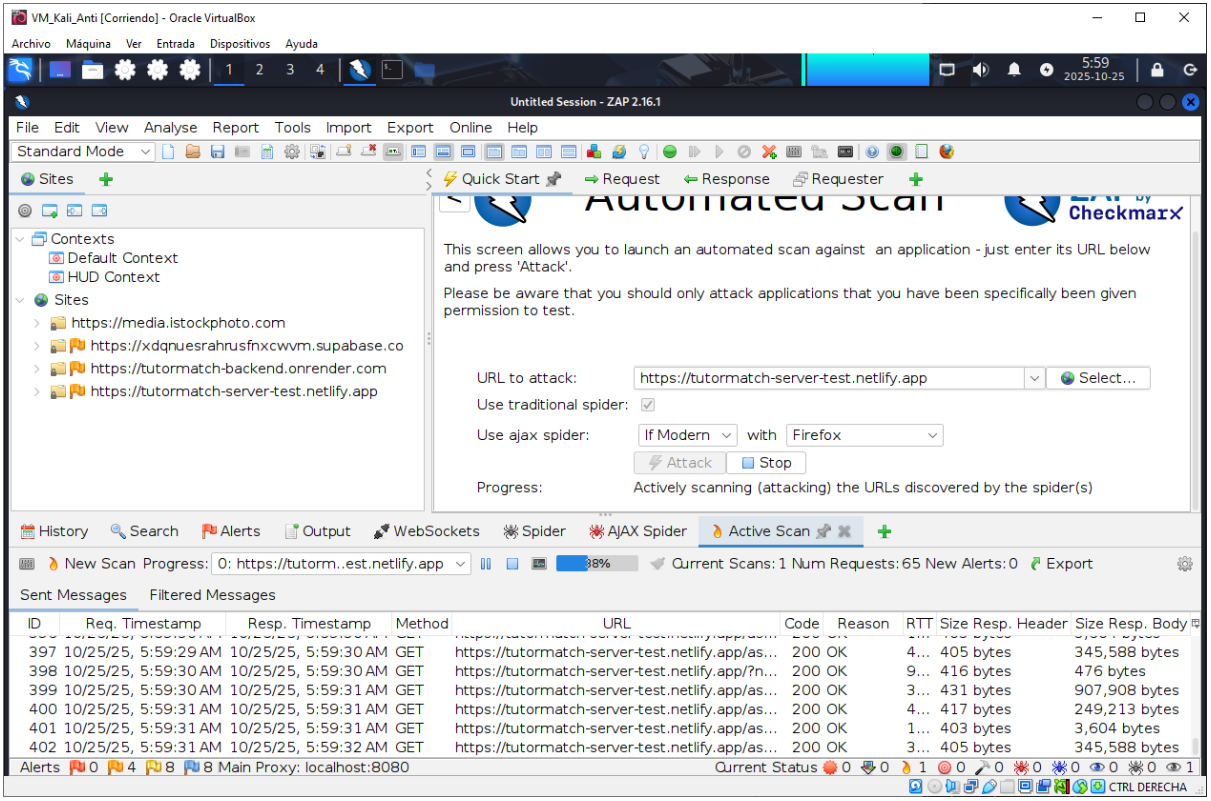 VM_Kali_Anti [Corriendo] - Oracle VirtualBox
Archivo Máquina Ver Entrada Dispositivos Ayuda
1 2 3 4 5:59
2025-10-25
Untitled Session - ZAP 2.16.1
File Edit View Analyse Report Tools Import Export Online Help
Standard Mode
Sites Quick Start Request Response Requester
Automated Scan ZAP by
Checkmarx
This screen allows you to launch an automated scan against an application - just enter its URL below
and press 'Attack'.
Please be aware that you should only attack applications that you have been specifically been given
permission to test.
Contexts
Default Context
HUD Context
Sites
https://media.istockphoto.com
https://xdqnuesrahrusfnxcwvm.supabase.co
https://tutormatch-backend.onrender.com
https://tutormatch-server-test.netlify.app
URL to attack: https://tutormatch-server-test.netlify.app Select...
Use traditional spider:
Use ajax spider: If Modern with Firefox
Attack Stop
Progress: Actively scanning (attacking) the URLs discovered by the spider(s)
History Search Alerts Output WebSockets Spider AJAX Spider Active Scan
New Scan Progress: 0: https://tutorm..est.netlify.app 38% Current Scans: 1 Num Requests: 65 New Alerts: 0 Export
Sent Messages Filtered Messages
ID Req. Timestamp Resp. Timestamp Method URL Code Reason RTT Size Resp. Header Size Resp. Body
397 10/25/25, 5:59:29 AM 10/25/25, 5:59:30 AM GET https://tutormatch-server-test.netlify.app/as... 200 OK 4... 405 bytes 345,588 bytes
398 10/25/25, 5:59:30 AM 10/25/25, 5:59:30 AM GET https://tutormatch-server-test.netlify.app/?n... 200 OK 9... 416 bytes 476 bytes
399 10/25/25, 5:59:30 AM 10/25/25, 5:59:31 AM GET https://tutormatch-server-test.netlify.app/as... 200 OK 3... 431 bytes 907,908 bytes
400 10/25/25, 5:59:31 AM 10/25/25, 5:59:31 AM GET https://tutormatch-server-test.netlify.app/as... 200 OK 4... 417 bytes 249,213 bytes
401 10/25/25, 5:59:31 AM 10/25/25, 5:59:31 AM GET https://tutormatch-server-test.netlify.app/as... 200 OK 1... 403 bytes 3,604 bytes
402 10/25/25, 5:59:31 AM 10/25/25, 5:59:32 AM GET https://tutormatch-server-test.netlify.app/as... 200 OK 3... 405 bytes 345,588 bytes
Alerts 0 4 8 8 Main Proxy: localhost:8080 Current Status 0 0 1 0 0 0 0 0 0 1
CTRL DERECHA